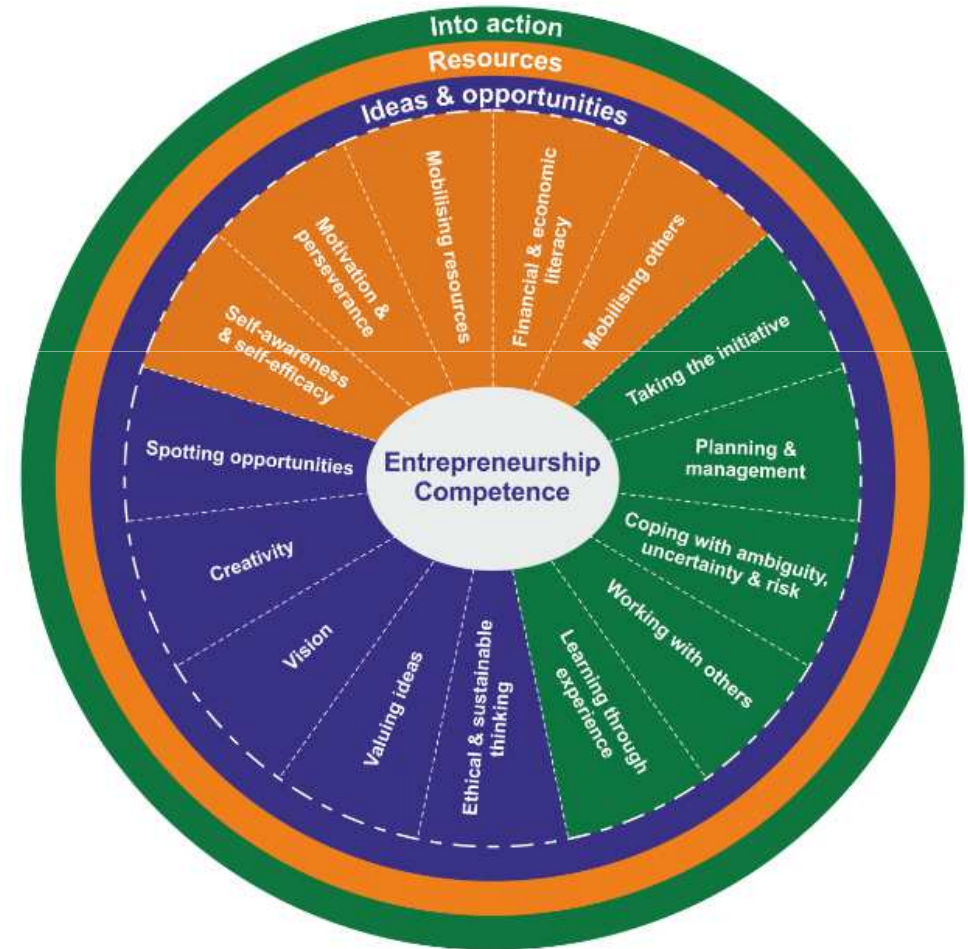 Into action
Resources
Ideas & opportunities
Mobilising resources
Financial & economic
literacy
Mobilising others
Motivation &
perseverance
Self-awareness
& self-efficacy
Taking the initiative
Spotting opportunities
Entrepreneurship
Competence
Planning &
management
Creativity
Coping with ambiguity,
uncertainty & risk
Vision
Working with others
Valuing ideas
Ethical & sustainable
thinking
Learning through
experience